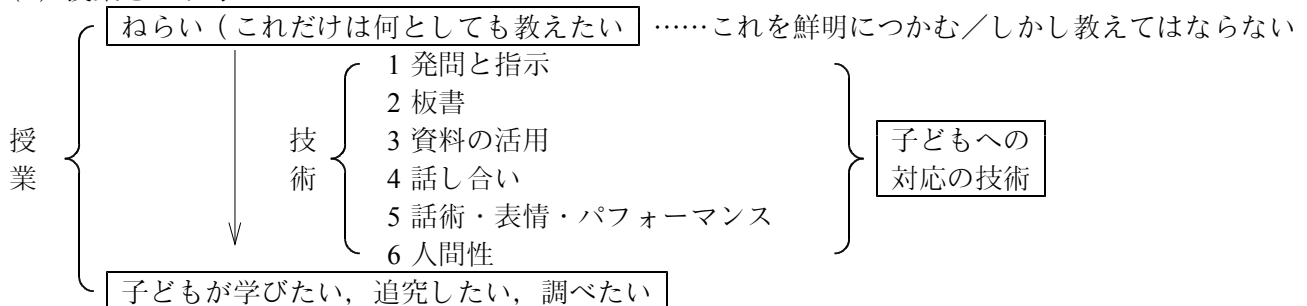 ねらい（これだけは何としても教えたい ……これを鮮明につかむ／しかし教えてはならない
1 発問と指示
2 板書
授業 技術 3 資料の活用 子どもへの
4 話し合い 対応の技術
5 話術・表情・パフォーマンス
6 人間性
子どもが学びたい，追究したい，調べたい